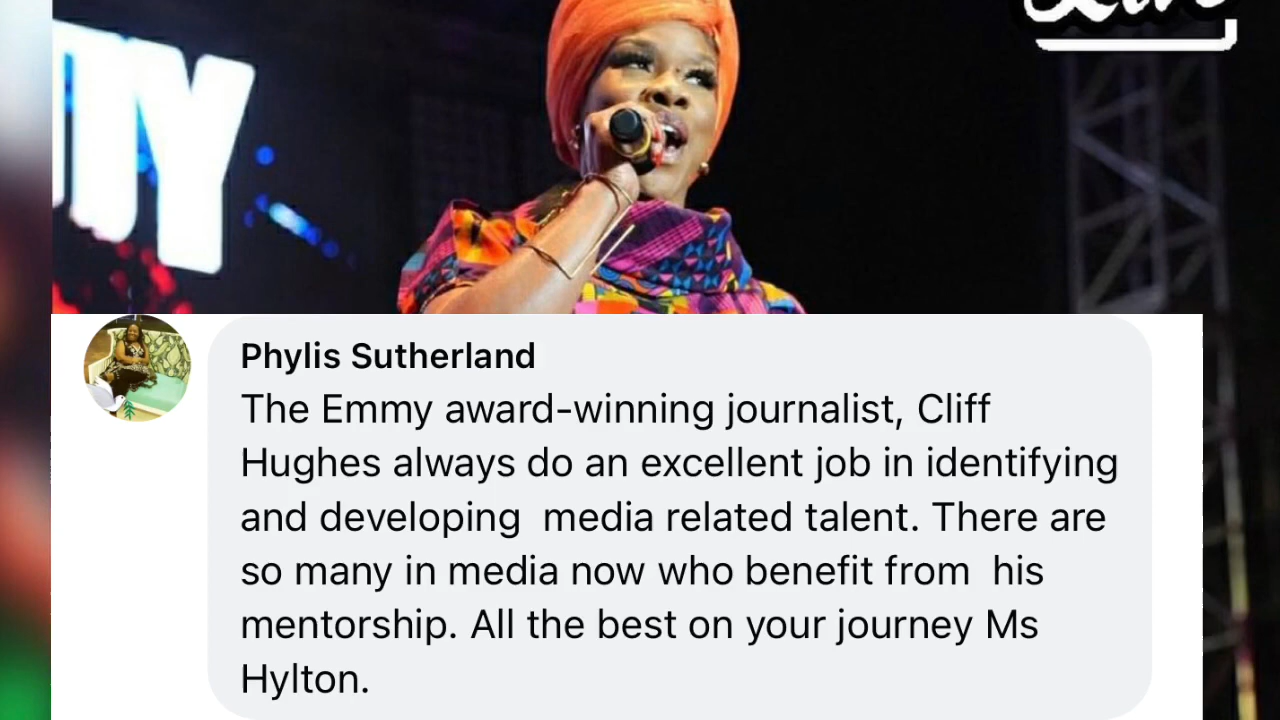 Phylis Sutherland
The Emmy award-winning journalist, Cliff
Hughes always do an excellent job in identifying
and developing  media related talent. There are
so many in media now who benefit from  his
mentorship. All the best on your journey Ms
Hylton.